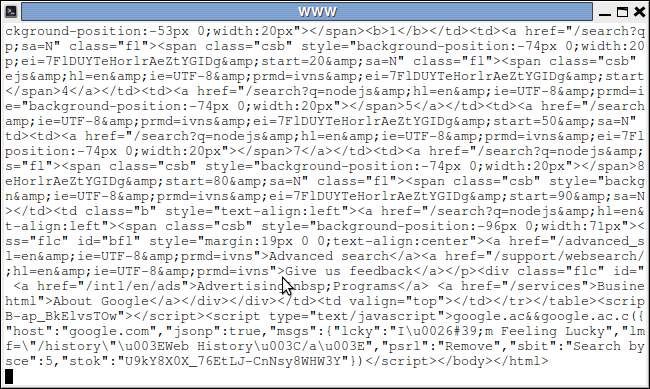 www
ckground-position:-53px 0;width:20px"></span><b>1</b></td><td><a href="/search?q
p;sa=N" class="fl"><span class="csb" style="background-position:-74px 0;width:20
p;ei=7FlDUYTeHorlrAeZtYGIDg&amp;start=20&amp;sa=N" class="fl"><span class="csb"
ejs&amp;hl=en&amp;ie=UTF-8&amp;prmd=ivns&amp;ei=7FlDUYTeHorlrAeZtYGIDg&amp;start
</span>4</a></td><td><a href="/search?q=nodejs&amp;hl=en&amp;ie=UTF-8&amp;prmd=i
e="background-position:-74px 0;width:20px"></span>5</a></td><td><a href="/search
amp;ie=UTF-8&amp;prmd=ivns&amp;ei=7FlDUYTeHorlrAeZtYGIDg&amp;start=50&amp;sa=N"
td><td><a href="/search?q=nodejs&amp;hl=en&amp;ie=UTF-8&amp;prmd=ivns&amp;ei=7Fl
position:-74px 0;width:20px"></span>7</a></td><td><a href="/search?q=nodejs&amp;
s="fl"><span class="csb" style="background-position:-74px 0;width:20px"></span>8
eHorlrAeZtYGIDg&amp;start=80&amp;sa=N" class="fl"><span class="csb" style="backg
n&amp;ie=UTF-8&amp;prmd=ivns&amp;ei=7FlDUYTeHorlrAeZtYGIDg&amp;start=90&amp;sa=N
></td><td class="b" style="text-align:left"><a href="/search?q=nodejs&amp;hl=en&
t-align:left"><span class="csb" style="background-position:-96px 0;width:71px"><
ss="flc" id="bfl" style="margin:19px 0 0;text-align:center"><a href="/advanced_s
l=en&amp;ie=UTF-8&amp;prmd=ivns">Advanced search</a><a href="/support/websearch/
;hl=en&amp;ie=UTF-8&amp;prmd=ivns">Give us feedback</a></p><div class="flc" id="
<a href="/intl/en/ads">Advertising&nbsp;Programs</a> <a href="/services">Busine
html">About Google</a></div></div></td><td valign="top"></td></tr></table><scrip
B-ap_BkElvsTOw"></script><script type="text/javascript">google.ac&&google.ac.c({
"host":"google.com","jsonp":true,"msgs":{"lcky":"I\u0026#39;m Feeling Lucky","lm
f=\"/history\"\u003EWeb History\u003C/a\u003E","psrl":"Remove","sbit":"Search by
sce":5,"stok":"U9kY8X0X_76EtLJ-CnNsy8WHW3Y"})</script></body></html>